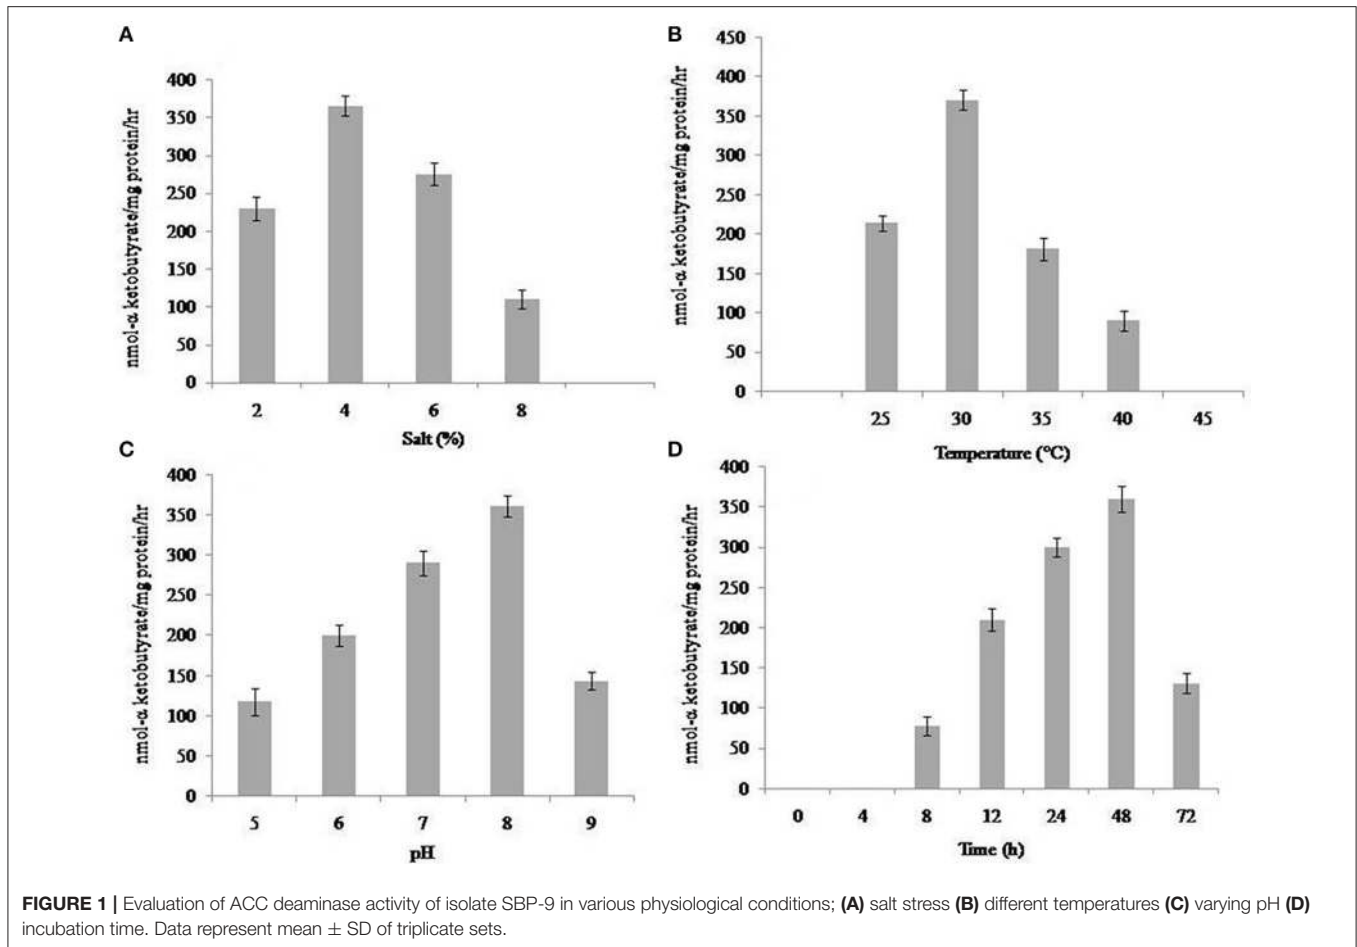 A
nmol-α ketobutyrate/mg protein/hr
400
350
300
250
200
150
100
50
0
2 4 6 8
Salt (%)
B
nmol-α ketobutyrate/mg protein/hr
450
400
350
300
250
200
150
100
50
0
25 30 35 40 45
Temperature (°C)
C
nmol-α ketobutyrate/mg protein/hr
400
350
300
250
200
150
100
50
0
5 6 7 8 9
pH
D
nmol-α ketobutyrate/mg protein/hr
400
350
300
250
200
150
100
50
0
0 4 8 12 24 48 72
Time (h)
FIGURE 1 | Evaluation of ACC deaminase activity of isolate SBP-9 in various physiological conditions; (A) salt stress (B) different temperatures (C) varying pH (D)
incubation time. Data represent mean ± SD of triplicate sets.